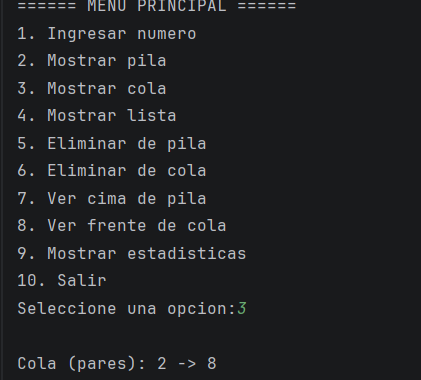 ====== MENU PRINCIPAL ======
1. Ingresar numero
2. Mostrar pila
3. Mostrar cola
4. Mostrar lista
5. Eliminar de pila
6. Eliminar de cola
7. Ver cima de pila
8. Ver frente de cola
9. Mostrar estadisticas
10. Salir
Seleccione una opcion:3
Cola (pares): 2 -> 8